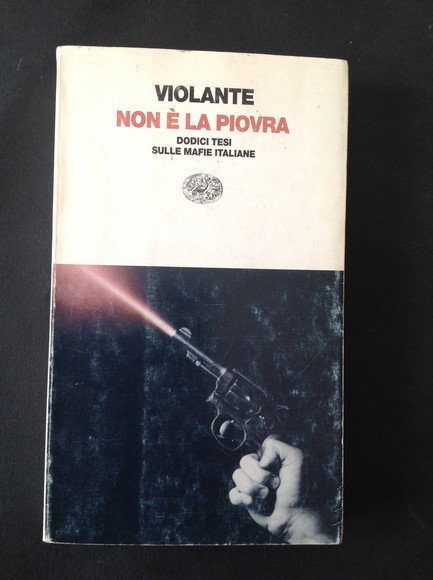 VIOLANTE
NON È LA PIOVRA
DODICI TESI
SULLE MAFIE ITALIANE